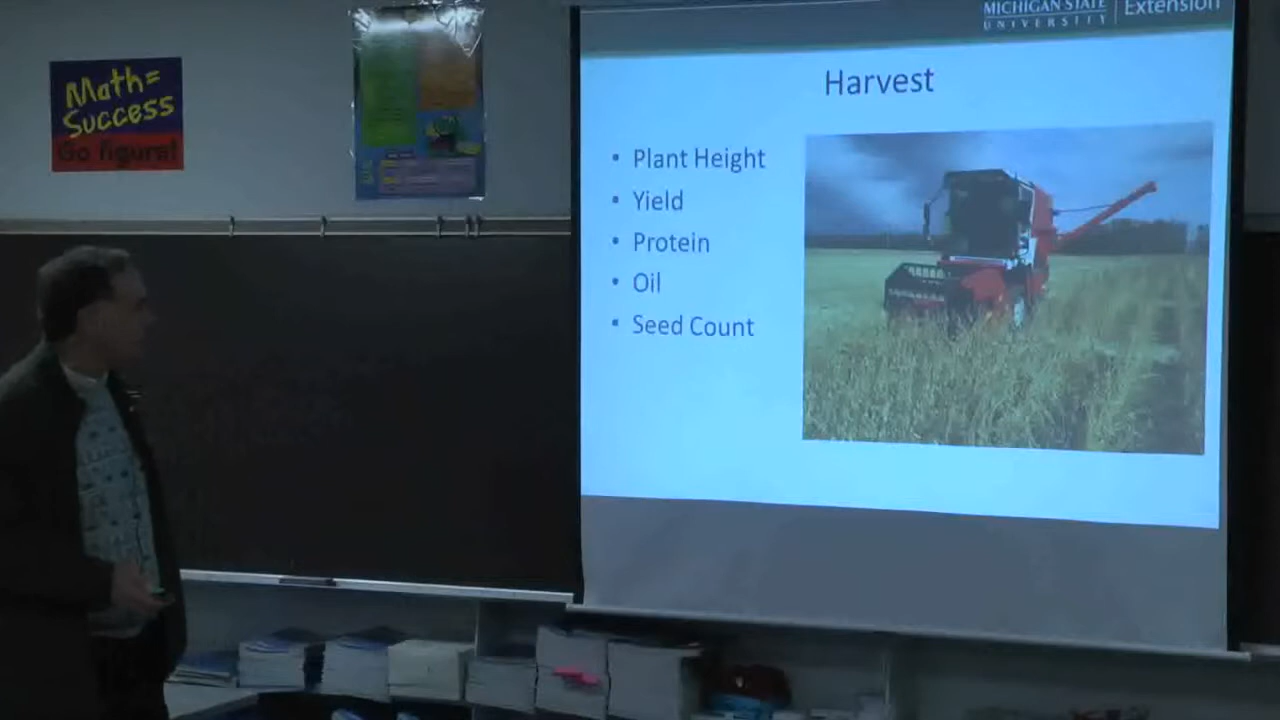 Math=
Success
Go figure!
MICHIGAN STATE
UNIVERSITY
Extension
Harvest
• Plant Height
• Yield
• Protein
• Oil
• Seed Count